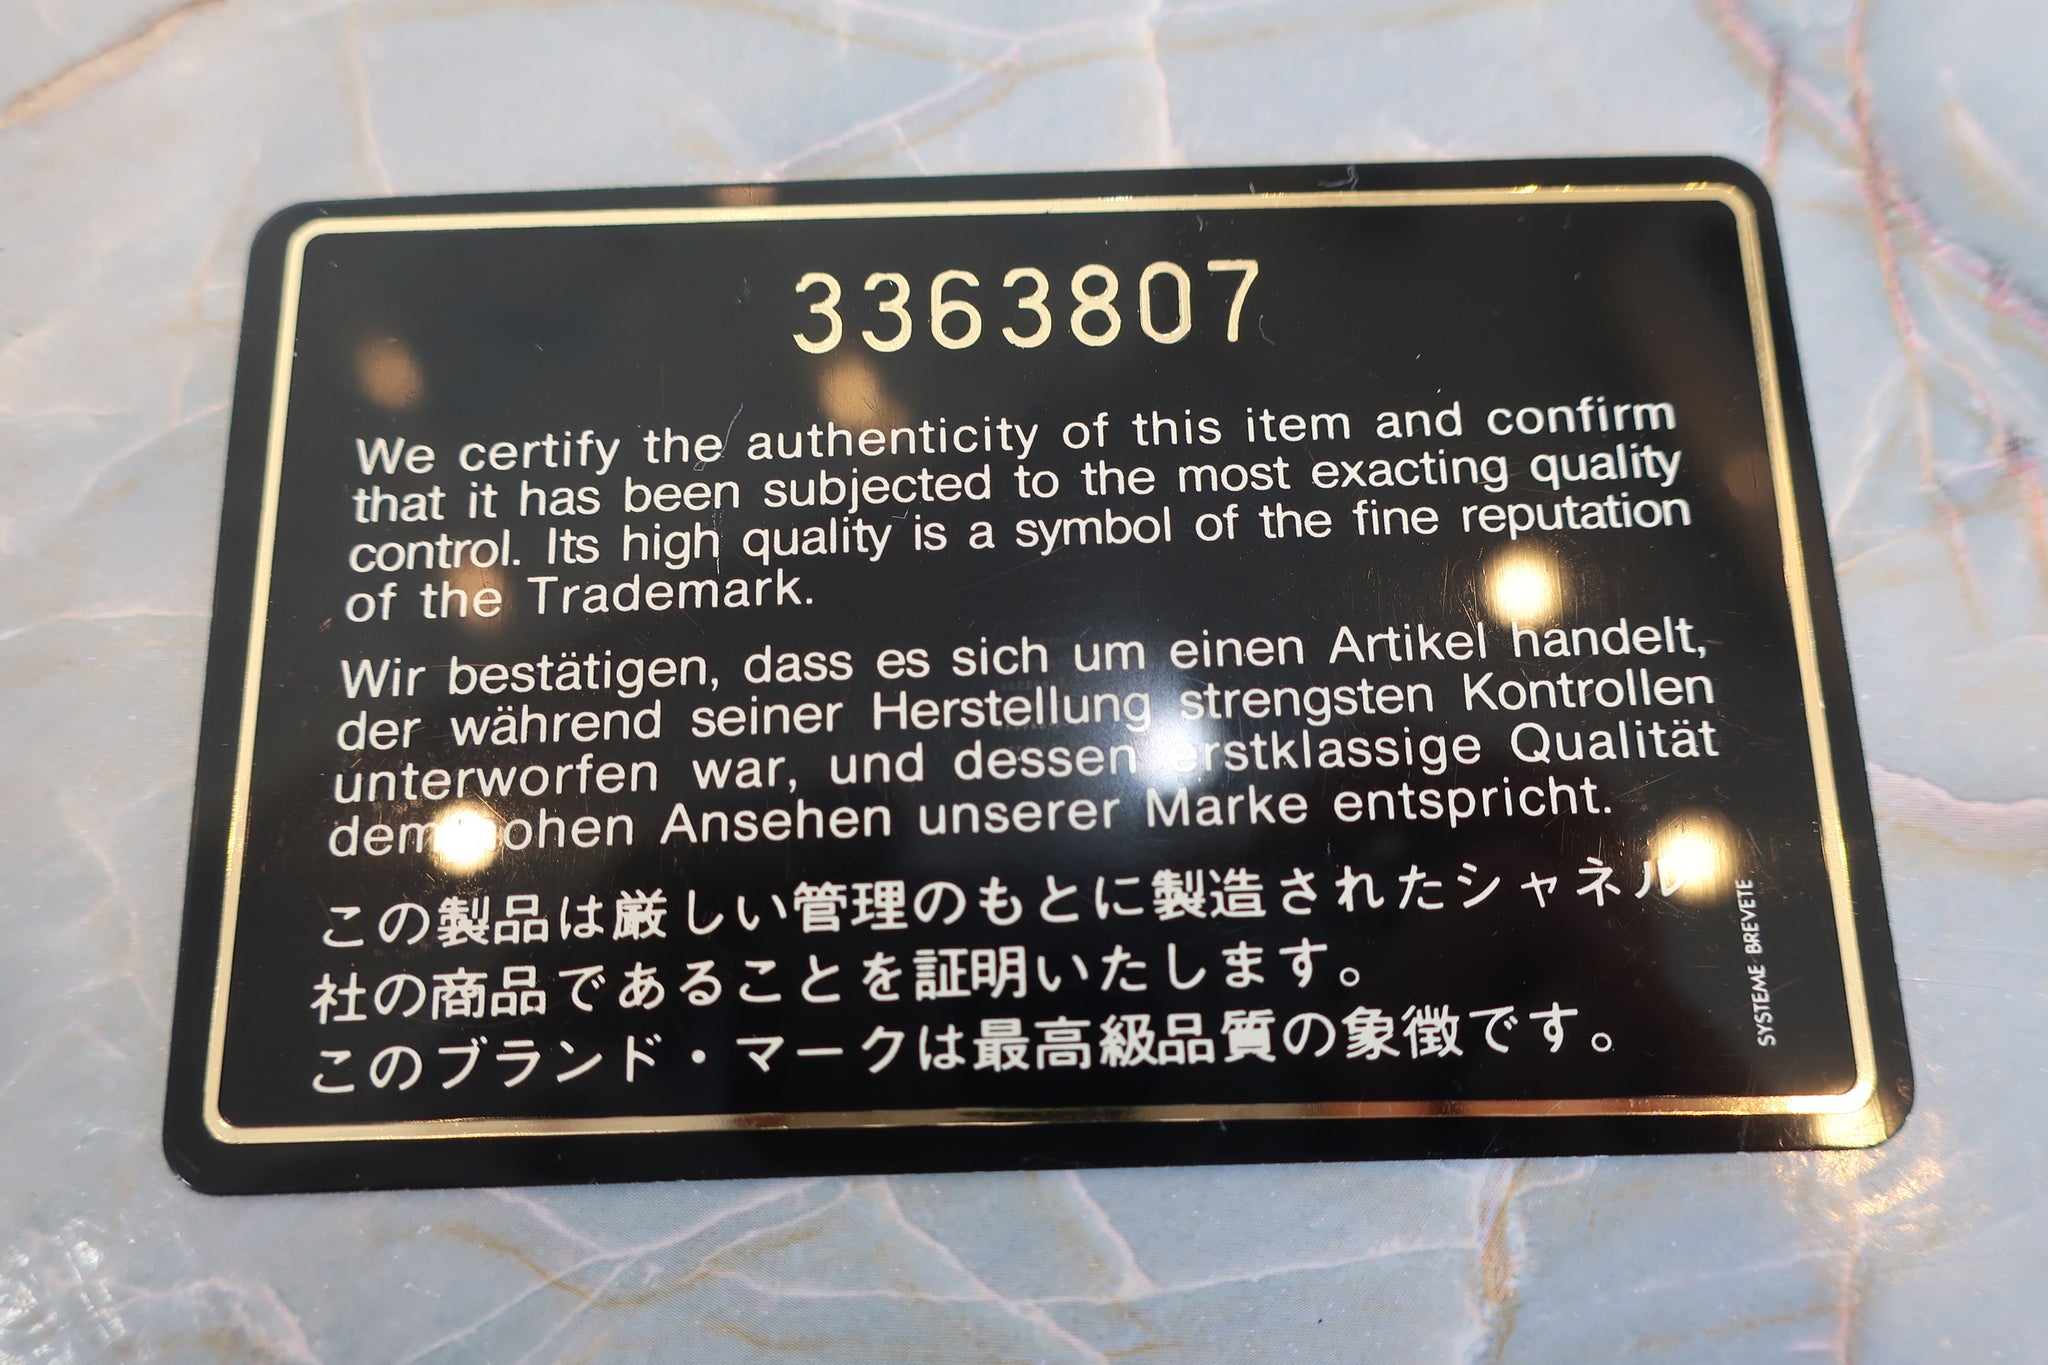 3363807
We certify the authenticity of this item and confirm
that it has been subjected to the most exacting quality
control. Its high quality is a symbol of the fine reputation
of the Trademark.
Wir bestätigen, dass es sich um einen Artikel handelt,
der während seiner Herstellung strengsten Kontrollen
unterworfen war, und dessen erstklassige Qualität
dem hohen Ansehen unserer Marke entspricht.
この製品は厳しい管理のもとに製造されたシャネル
社の商品であることを証明いたします。
このブランド・マークは最高級品質の象徴です。
SYSTEME BREVETE